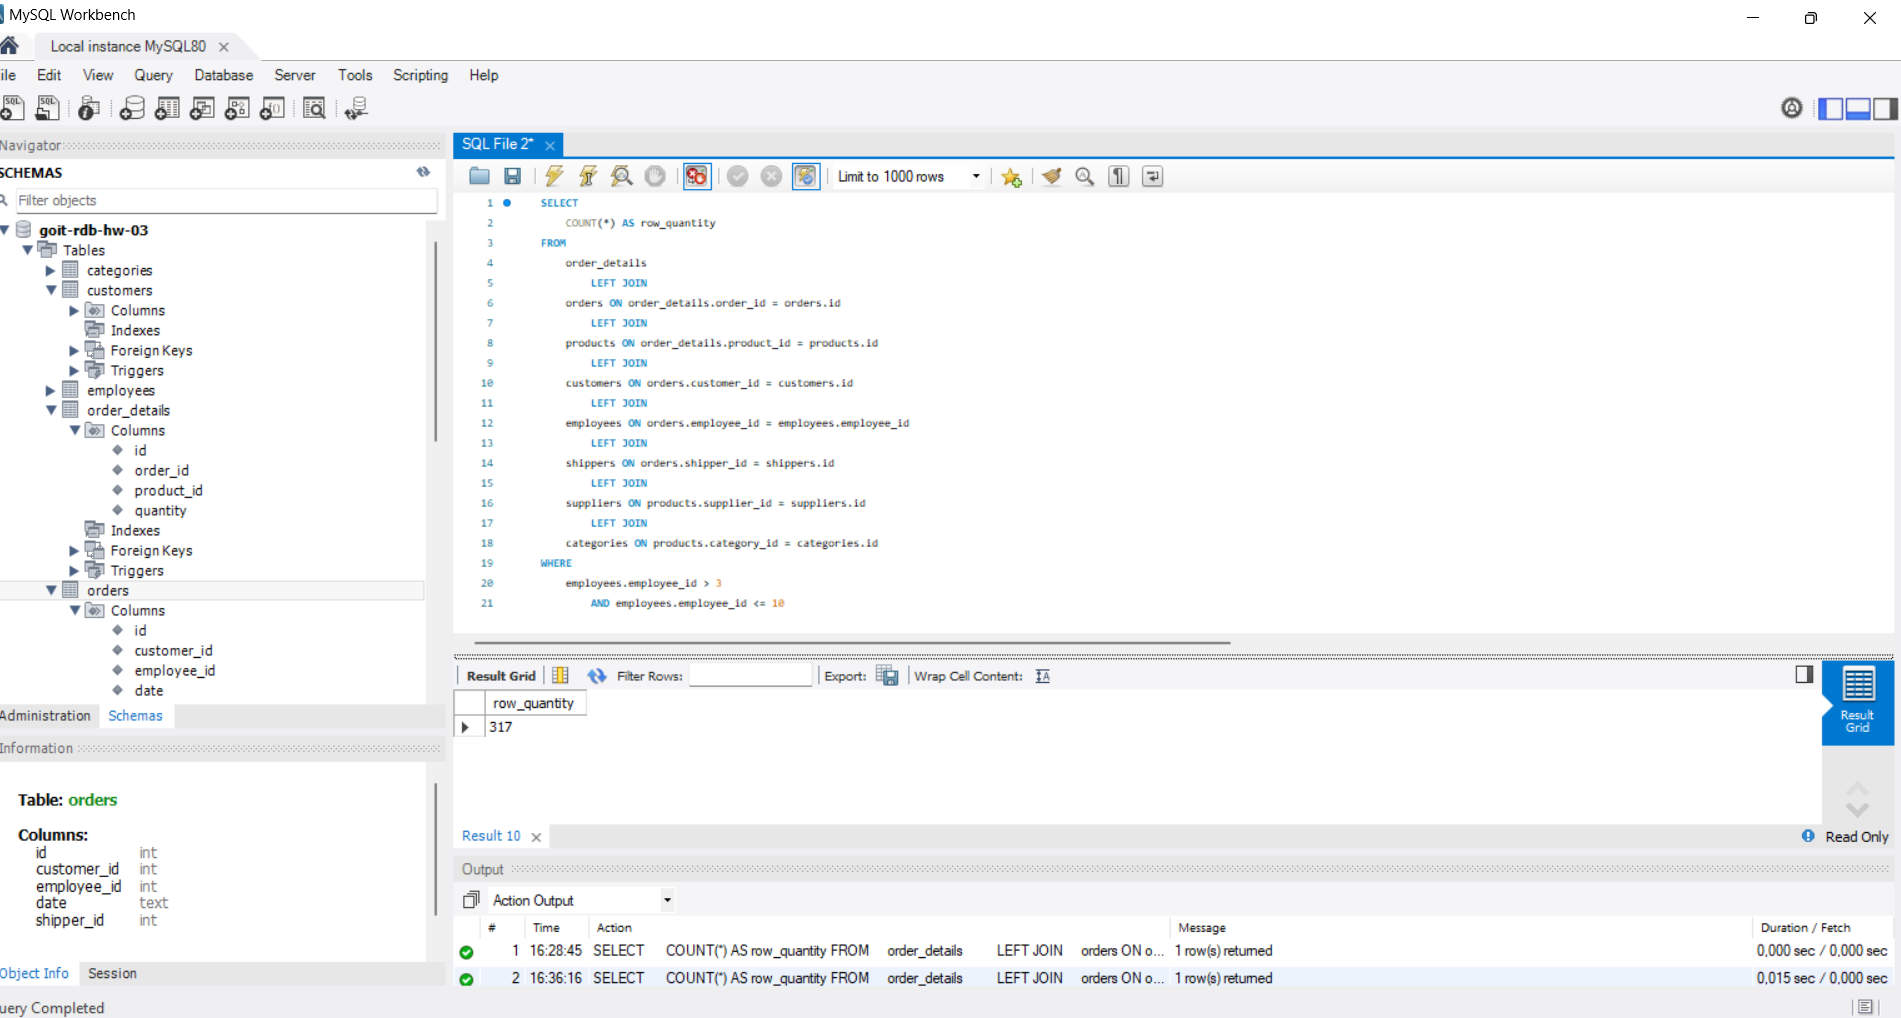 MySQL Workbench
Local instance MySQL80
ile Edit View Query Database Server Tools Scripting Help
Navigator
SCHEMAS
Filter objects
goit-rdb-hw-03
Tables
categories
customers
Columns
Indexes
Foreign Keys
Triggers
employees
order_details
Columns
id
order_id
product_id
quantity
Indexes
Foreign Keys
Triggers
orders
Columns
id
customer_id
employee_id
date
Administration Schemas
Information
Table: orders
Columns:
id int
customer_id int
employee_id int
date text
shipper_id int
Object Info Session
uery Completed
SQL File 2*
Limit to 1000 rows
1 SELECT
2 COUNT(*) AS row_quantity
3 FROM
4 order_details
5 LEFT JOIN
6 orders ON order_details.order_id = orders.id
7 LEFT JOIN
8 products ON order_details.product_id = products.id
9 LEFT JOIN
10 customers ON orders.customer_id = customers.id
11 LEFT JOIN
12 employees ON orders.employee_id = employees.employee_id
13 LEFT JOIN
14 shippers ON orders.shipper_id = shippers.id
15 LEFT JOIN
16 suppliers ON products.supplier_id = suppliers.id
17 LEFT JOIN
18 categories ON products.category_id = categories.id
19 WHERE
20 employees.employee_id > 3
21 AND employees.employee_id <= 10
Result Grid Filter Rows: Export: Wrap Cell Content:
row_quantity
317
Result
Grid
Result 10
Read Only
Output
Action Output
# Time Action Message Duration / Fetch
1 16:28:45 SELECT COUNT(*) AS row_quantity FROM order_details LEFT JOIN orders ON o... 1 row(s) returned 0,000 sec / 0,000 sec
2 16:36:16 SELECT COUNT(*) AS row_quantity FROM order_details LEFT JOIN orders ON o... 1 row(s) returned 0,015 sec / 0,000 sec